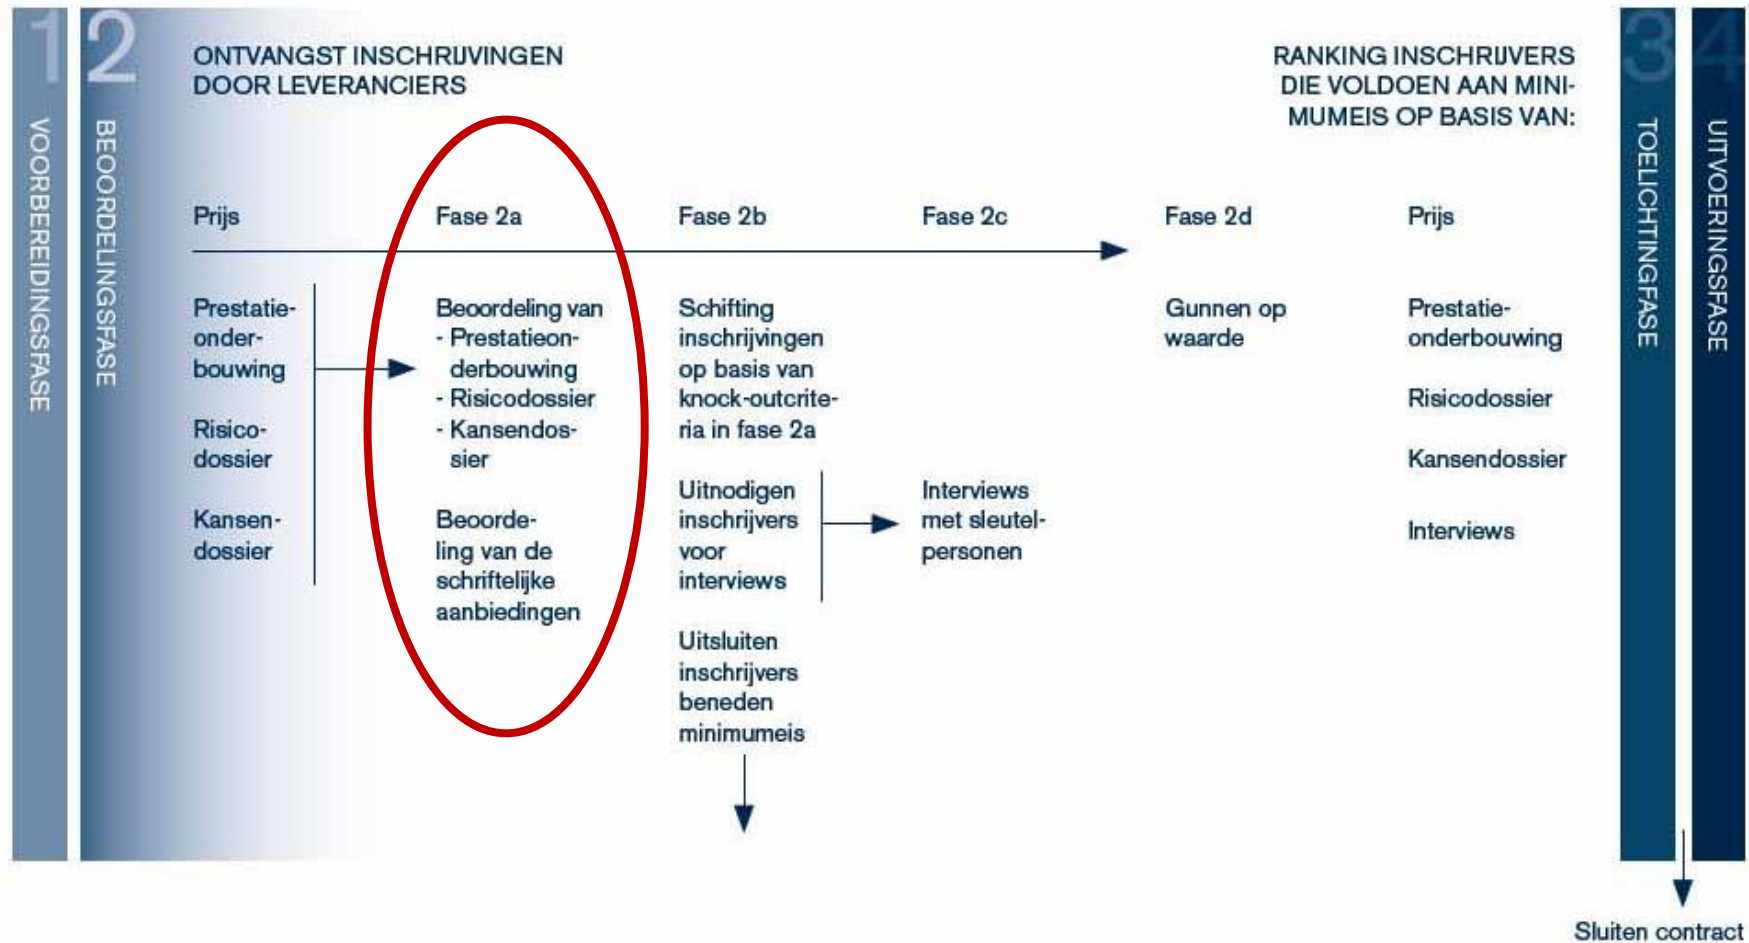 1
VOORBEREIDINGSFASE
2
BEOORDELINGSFASE
ONTVANGST INSCHRIJVINGEN
DOOR LEVERANCIERS
RANKING INSCHRIJVERS
DIE VOLDOEN AAN MINI-
MUMEIS OP BASIS VAN:
Prijs
Prestatie-
onder-
bouwing
Risico-
dossier
Kansen-
dossier
Fase 2a
Beoordeling van
- Prestatieon-
derbouwing
- Risicodossier
- Kansendos-
sier
Beoorde-
ling van de
schriftelijke
aanbiedingen
Fase 2b
Schifting
inschrijvingen
op basis van
knock-outcrite-
ria in fase 2a
Uitnodigen
inschrijvers
voor
interviews
Uitsluiten
inschrijvers
beneden
minimumeis
Fase 2c
Interviews
met sleutel-
personen
Fase 2d
Gunnen op
waarde
Prijs
Prestatie-
onderbouwing
Risicodossier
Kansendossier
Interviews
3
TOELICHTINGFASE
4
UITVOERINGSFASE
Sluiten contract